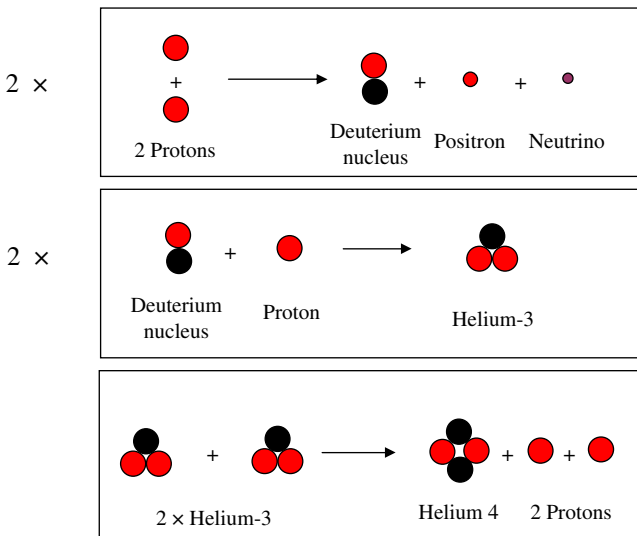 2 ×
+
+
+
2 Protons
Deuterium
nucleus
Positron
Neutrino
2 ×
+
Deuterium
nucleus
Proton
Helium-3
+
+
+
2 × Helium-3
Helium 4
2 Protons